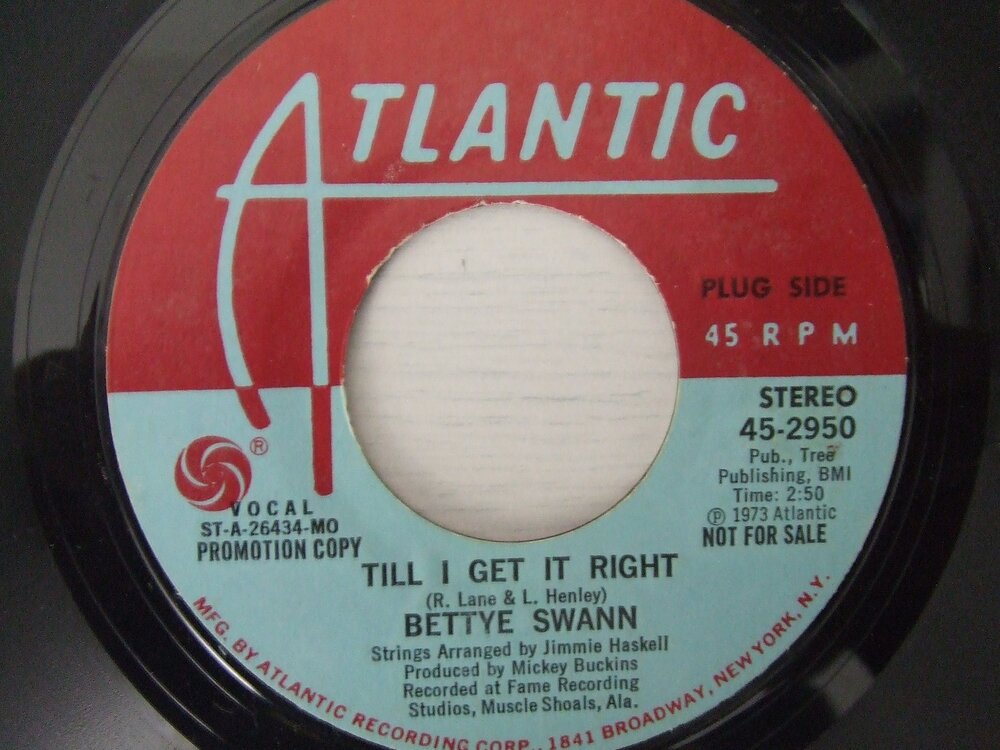 ATLANTIC
PLUG SIDE
45 RPM
STEREO
45-2950
Pub., Tree
Publishing, BMI
Time: 2:50
℗ 1973 Atlantic
NOT FOR SALE
®
VOCAL
ST-A-26434-MO
PROMOTION COPY
TILL I GET IT RIGHT
(R. Lane & L. Henley)
BETTYE SWANN
Strings Arranged by Jimmie Haskell
Produced by Mickey Buckins
Recorded at Fame Recording
Studios, Muscle Shoals, Ala.
MFG. BY ATLANTIC RECORDING CORP., 1841 BROADWAY, NEW YORK, N.Y.